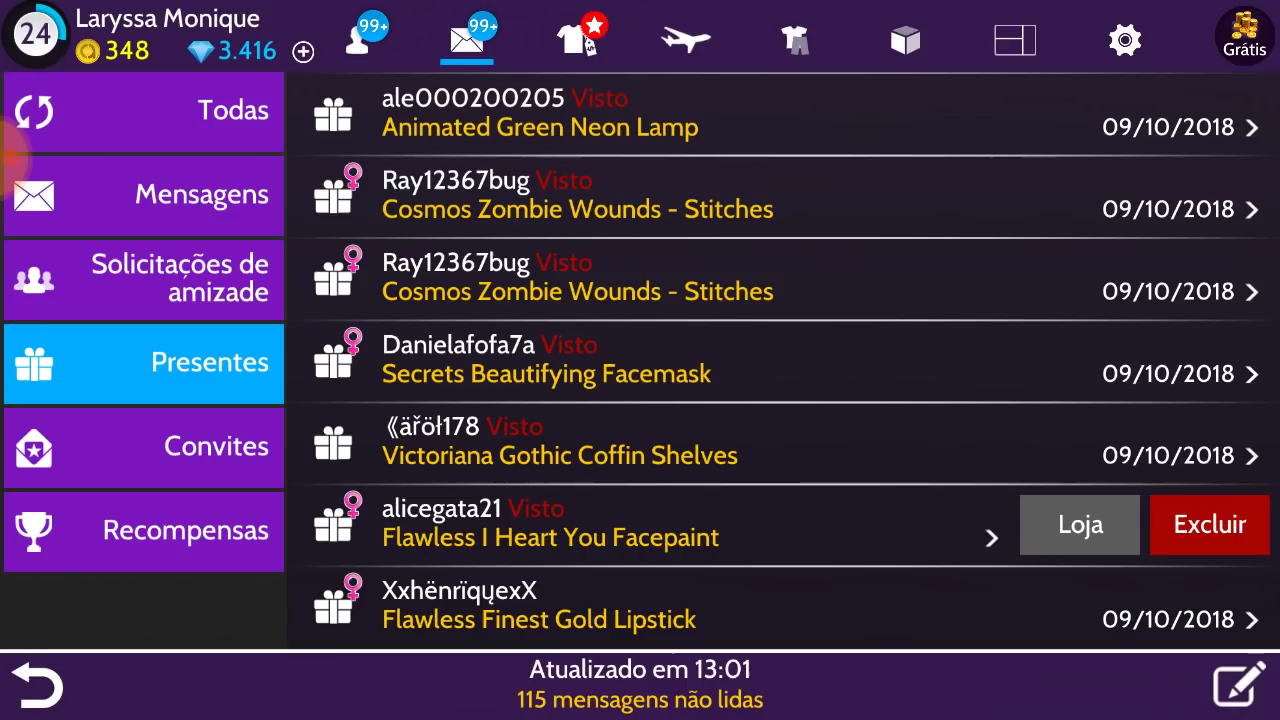 24
Laryssa Monique
348
3.416
99+
99+
Grátis
Todas
Mensagens
Solicitações de
amizade
Presentes
Convites
Recompensas
ale000200205 Visto
Animated Green Neon Lamp
09/10/2018
Ray12367bug Visto
Cosmos Zombie Wounds - Stitches
09/10/2018
Ray12367bug Visto
Cosmos Zombie Wounds - Stitches
09/10/2018
Danielafofa7a Visto
Secrets Beautifying Facemask
09/10/2018
《äřöł178 Visto
Victoriana Gothic Coffin Shelves
09/10/2018
alicegata21 Visto
Flawless I Heart You Facepaint
Loja
Excluir
XxhënrïqųexX
Flawless Finest Gold Lipstick
09/10/2018
Atualizado em 13:01
115 mensagens não lidas